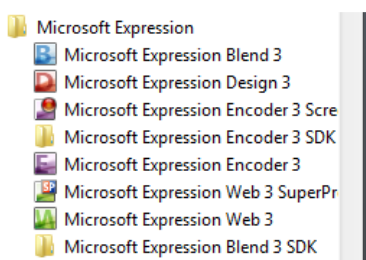 Microsoft Expression
Microsoft Expression Blend 3
Microsoft Expression Design 3
Microsoft Expression Encoder 3 Scre
Microsoft Expression Encoder 3 SDK
Microsoft Expression Encoder 3
Microsoft Expression Web 3 SuperPr
Microsoft Expression Web 3
Microsoft Expression Blend 3 SDK